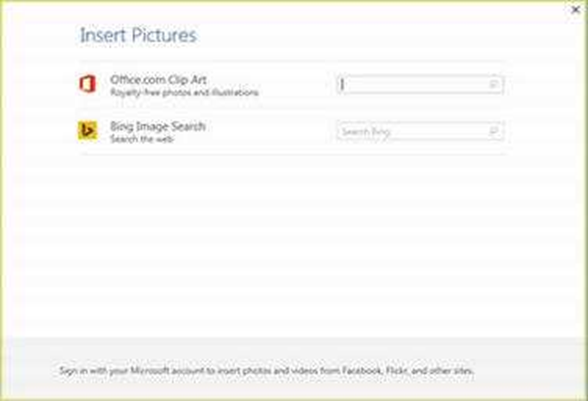 Insert Pictures
Office.com Clip Art
Royalty-free photos and illustrations
Bing Image Search
Search the web
Search Bing
Sign in with your Microsoft account to insert photos and videos from Facebook, Flickr, and other sites.